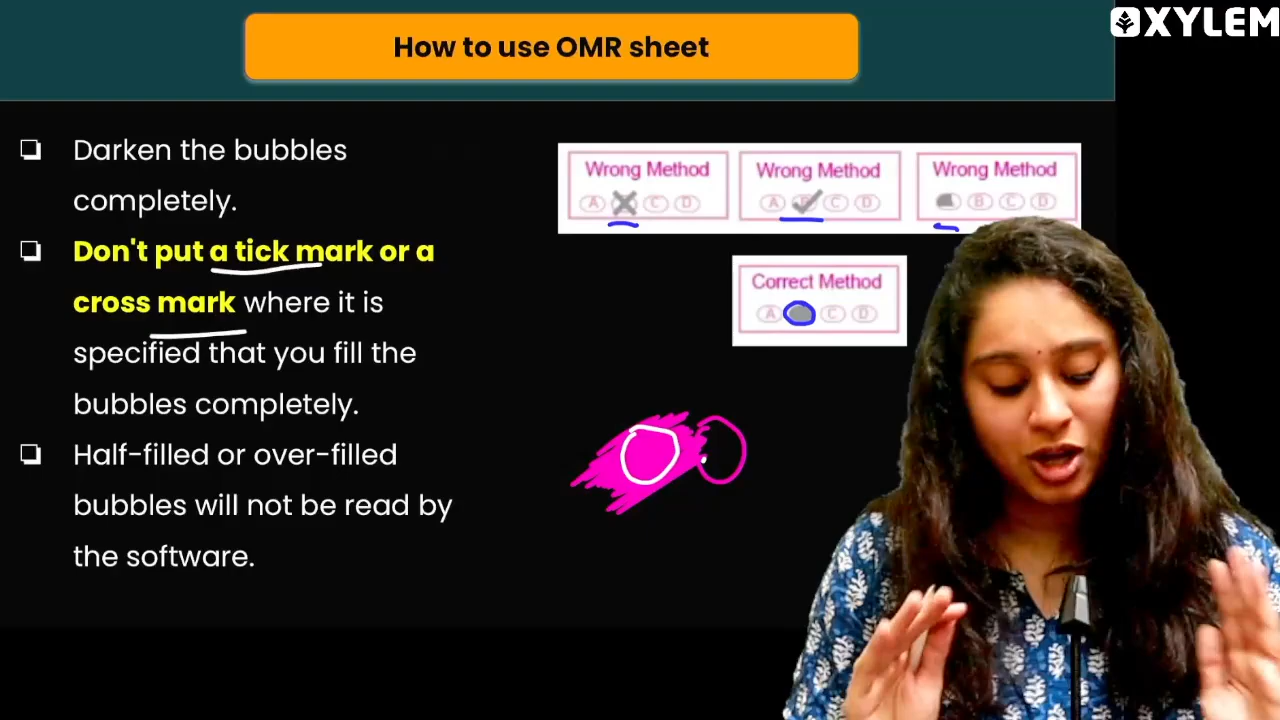 How to use OMR sheet
XYLEM
❏ Darken the bubbles
completely.
❏ Don't put a tick mark or a
cross mark where it is
specified that you fill the
bubbles completely.
❏ Half-filled or over-filled
bubbles will not be read by
the software.
Wrong Method
A C D
Wrong Method
A C D
Wrong Method
B C D
Correct Method
A C D